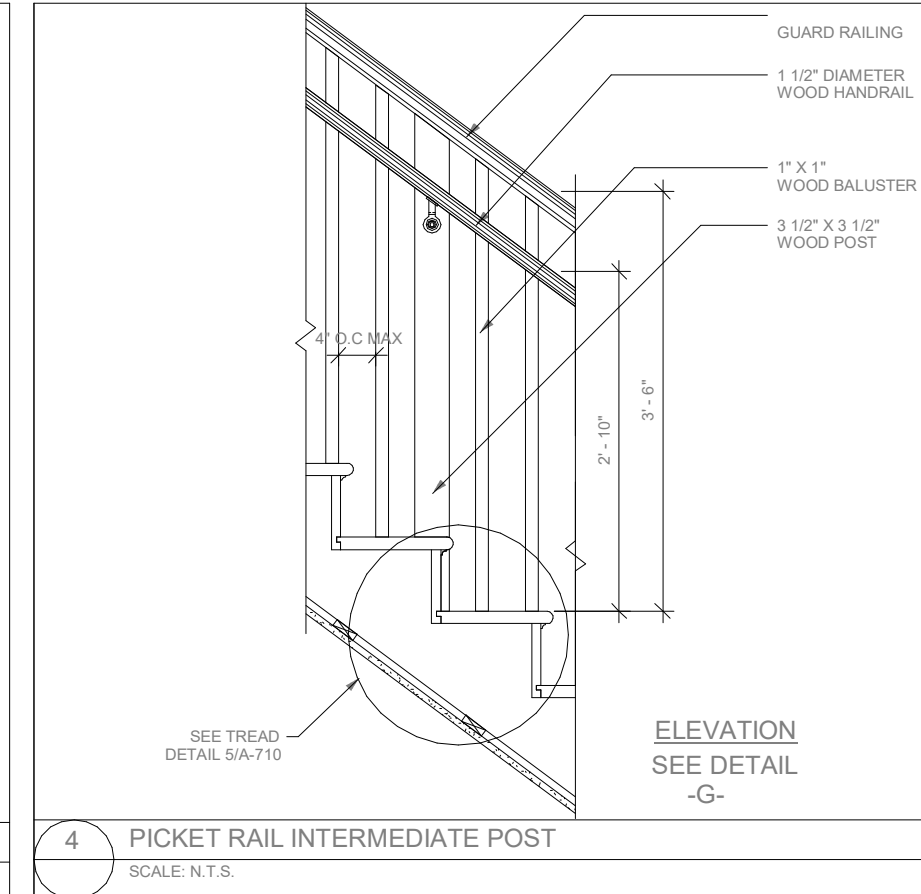 GUARD RAILING
1 1/2" DIAMETER
WOOD HANDRAIL
1" X 1"
WOOD BALUSTER
3 1/2" X 3 1/2"
WOOD POST
4" O.C MAX
2' - 10"
3' - 6"
SEE TREAD
DETAIL 5/A-710
ELEVATION
SEE DETAIL
-G-
4 PICKET RAIL INTERMEDIATE POST
SCALE: N.T.S.